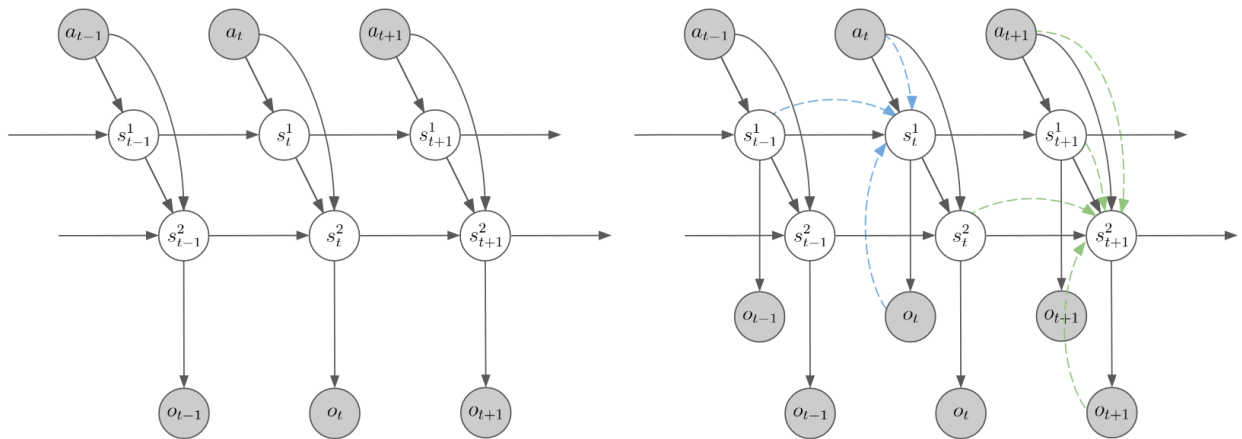 a_{t−1} a_t a_{t+1} a_{t−1} a_t a_{t+1}
s^1_{t−1} s^1_t s^1_{t+1} s^1_{t−1} s^1_t s^1_{t+1}
s^2_{t−1} s^2_t s^2_{t+1} s^2_{t−1} s^2_t s^2_{t+1}
o_{t−1} o_t o_{t+1}
o_{t−1} o_t o_{t+1} o_{t−1} o_t o_{t+1}